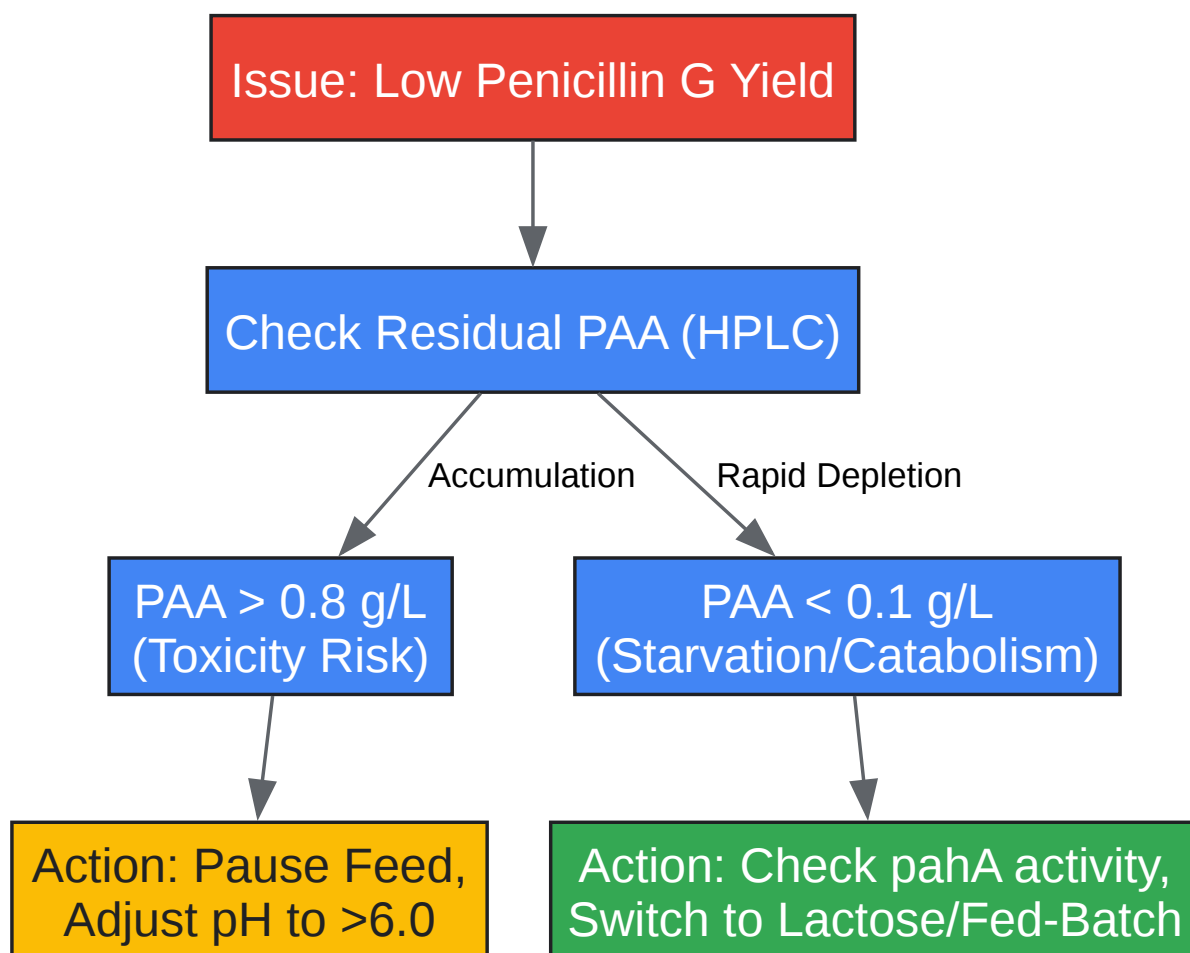 Issue: Low Penicillin G Yield
Check Residual PAA (HPLC)
Accumulation
Rapid Depletion
PAA > 0.8 g/L
(Toxicity Risk)
PAA < 0.1 g/L
(Starvation/Catabolism)
Action: Pause Feed,
Adjust pH to >6.0
Action: Check pahA activity,
Switch to Lactose/Fed-Batch